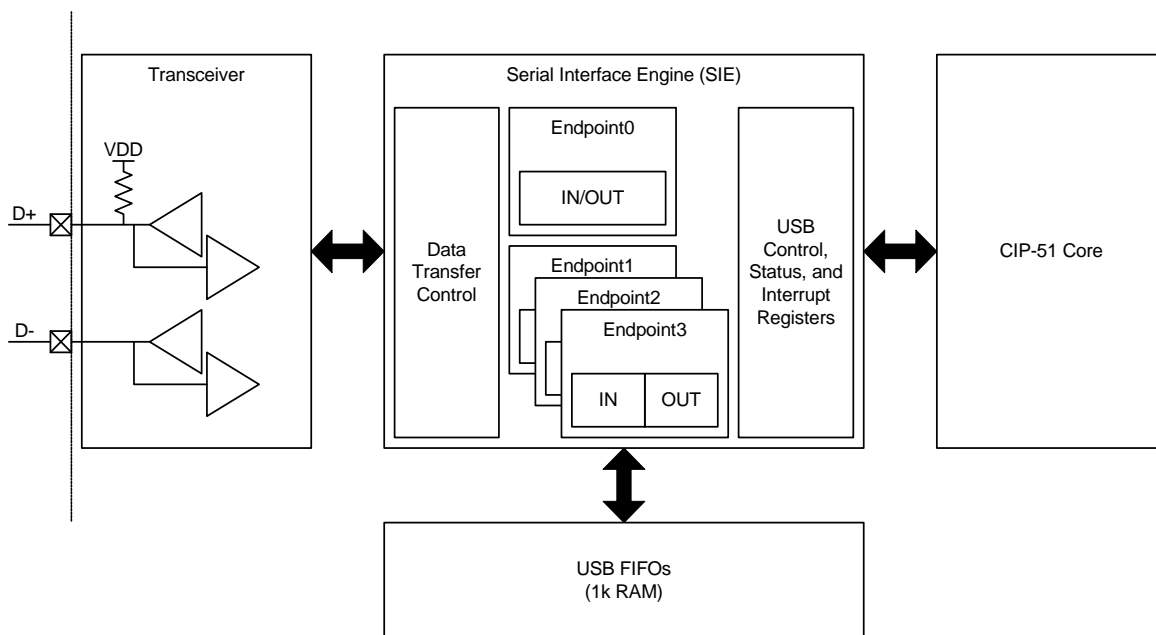 Transceiver
VDD
D+
D-
Serial Interface Engine (SIE)
Data
Transfer
Control
Endpoint0
IN/OUT
Endpoint1
Endpoint2
Endpoint3
IN
OUT
USB
Control,
Status, and
Interrupt
Registers
CIP-51 Core
USB FIFOs
(1k RAM)